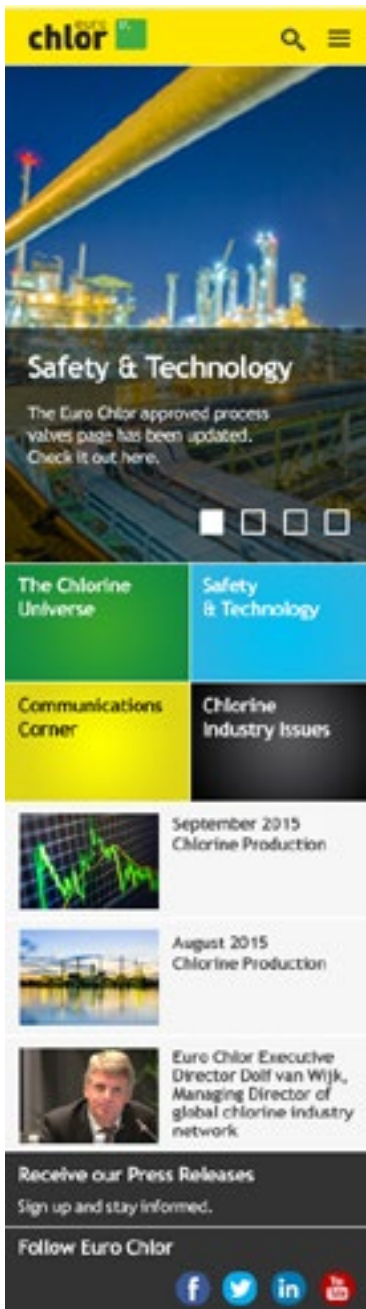 euro
chlor
Safety & Technology
The Euro Chlor approved process
valves page has been updated.
Check it out here.
The Chlorine
Universe
Safety
& Technology
Communications
Corner
Chlorine
Industry Issues
September 2015
Chlorine Production
August 2015
Chlorine Production
Euro Chlor Executive
Director Dolf van Wijk,
Managing Director of
global chlorine industry
network
Receive our Press Releases
Sign up and stay informed.
Follow Euro Chlor
f
in
You
Tube